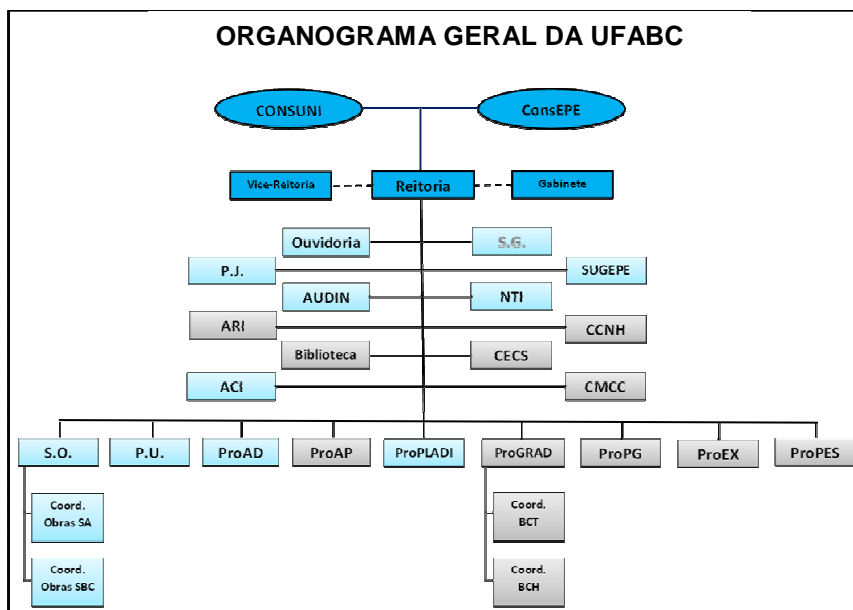 ORGANOGRAMA GERAL DA UFABC
CONSUNI
ConsEPE
Vice-Reitoria
Reitoria
Gabinete
Ouvidoria
S.G.
P.J.
SUGEPE
AUDIN
NTI
ARI
CCNH
Biblioteca
CECS
ACI
CMCC
S.O.
P.U.
ProAD
ProAP
ProPLADI
ProGRAD
ProPG
ProEX
ProPES
Coord.
Obras SA
Coord.
BCT
Coord.
Obras SBC
Coord.
BCH